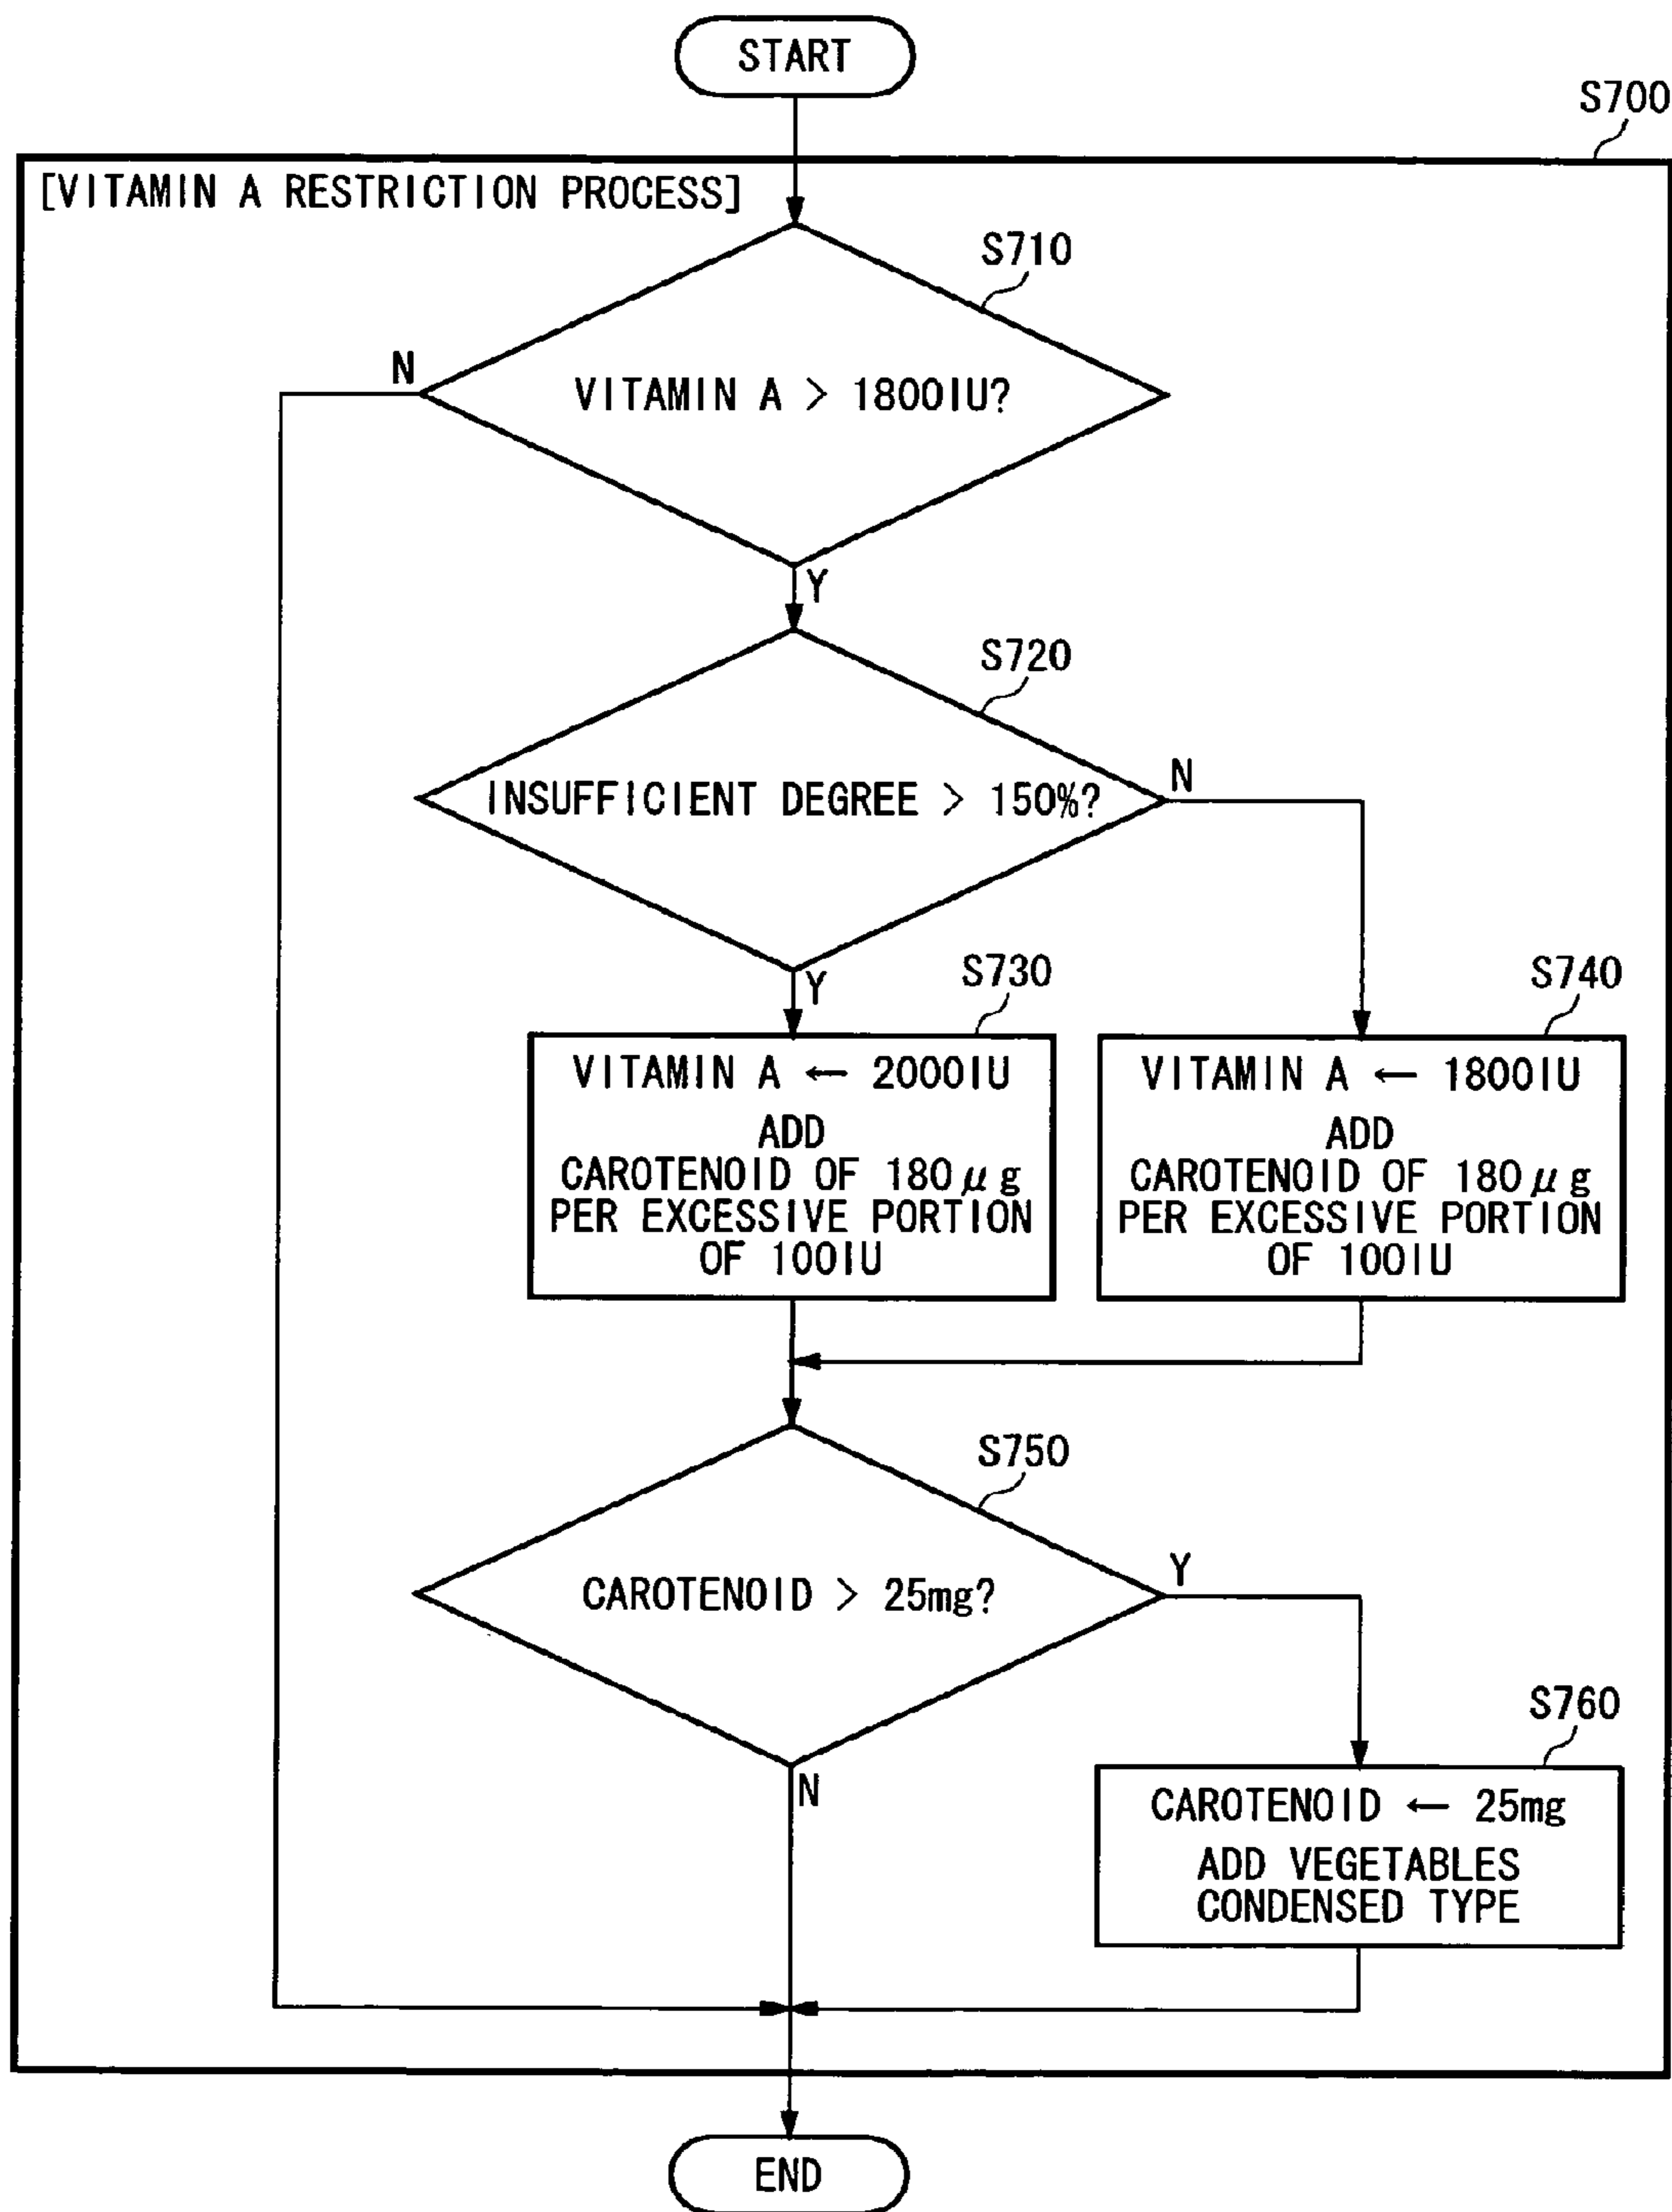 START
S700
[VITAMIN A RESTRICTION PROCESS]
S710
N
VITAMIN A > 1800IU?
Y
S720
INSUFFICIENT DEGREE > 150%?
N
Y
S730
VITAMIN A ← 2000IU
ADD
CAROTENOID OF 180μg
PER EXCESSIVE PORTION
OF 100IU
S740
VITAMIN A ← 1800IU
ADD
CAROTENOID OF 180μg
PER EXCESSIVE PORTION
OF 100IU
S750
CAROTENOID > 25mg?
Y
N
S760
CAROTENOID ← 25mg
ADD VEGETABLES
CONDENSED TYPE
END